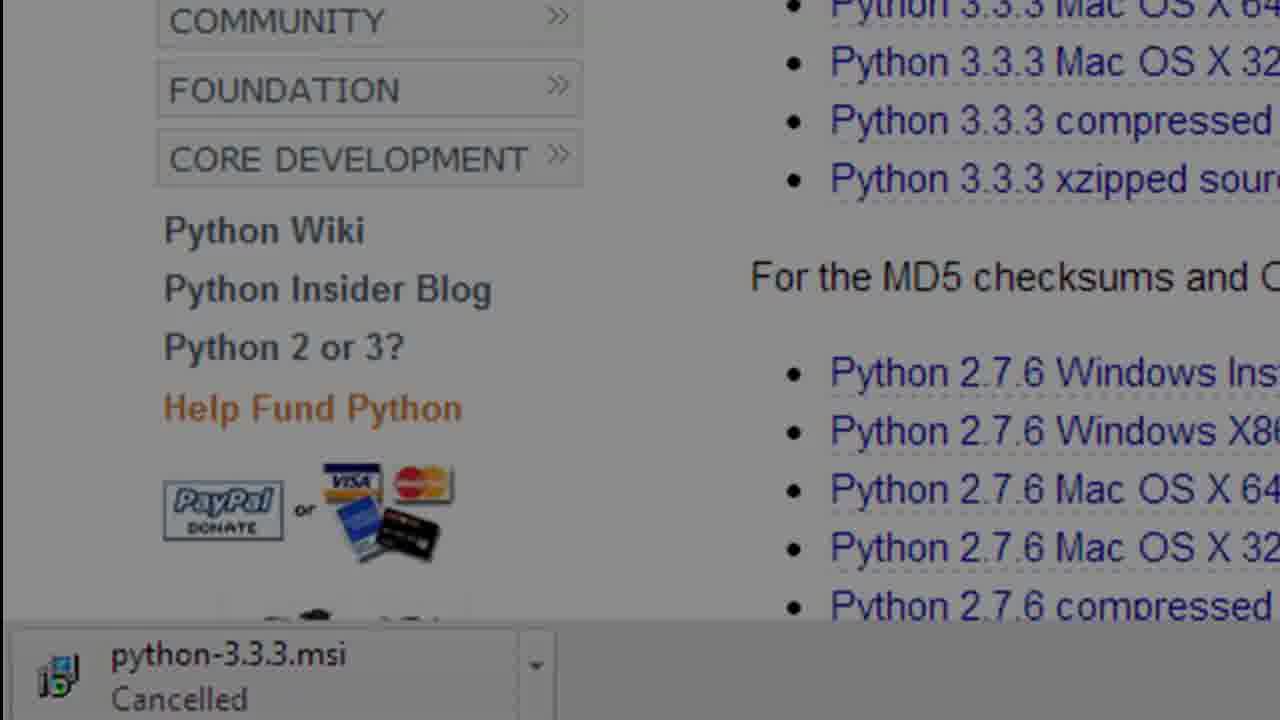 COMMUNITY
FOUNDATION
CORE DEVELOPMENT
Python Wiki
Python Insider Blog
Python 2 or 3?
Help Fund Python
PayPal
DONATE
or
VISA
Python 3.3.3 Mac OS X 64
Python 3.3.3 Mac OS X 32
Python 3.3.3 compressed
Python 3.3.3 xzipped sour
For the MD5 checksums and
Python 2.7.6 Windows Ins
Python 2.7.6 Windows X86
Python 2.7.6 Mac OS X 64
Python 2.7.6 Mac OS X 32
Python 2.7.6 compressed
python-3.3.3.msi
Cancelled